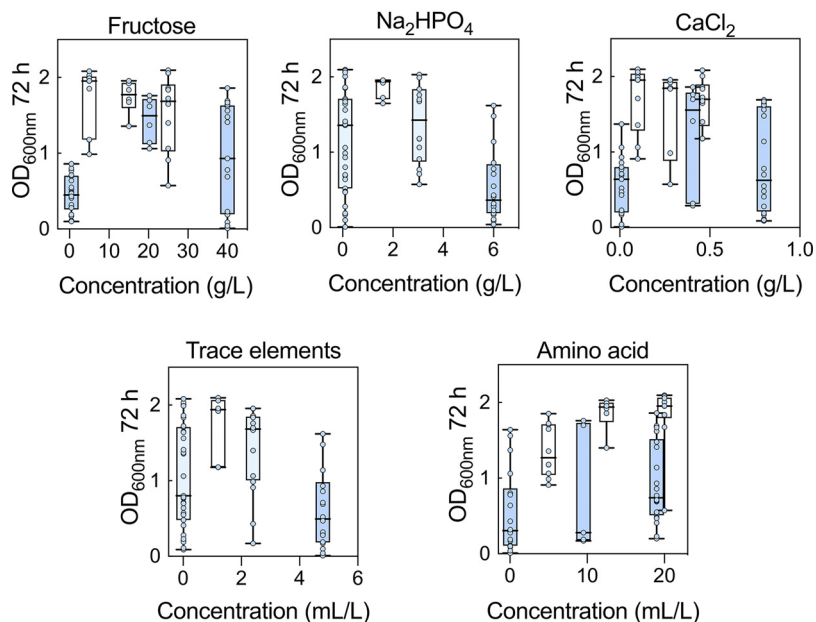 Fructose
OD600nm 72 h
2
1
0
0 10 20 30 40
Concentration (g/L)
Na2HPO4
OD600nm 72 h
2
1
0
0 2 4 6
Concentration (g/L)
CaCl2
OD600nm 72 h
2
1
0
0.0 0.5 1.0
Concentration (g/L)
Trace elements
OD600nm 72 h
2
1
0
0 2 4 6
Concentration (mL/L)
Amino acid
OD600nm 72 h
2
1
0
0 10 20
Concentration (mL/L)